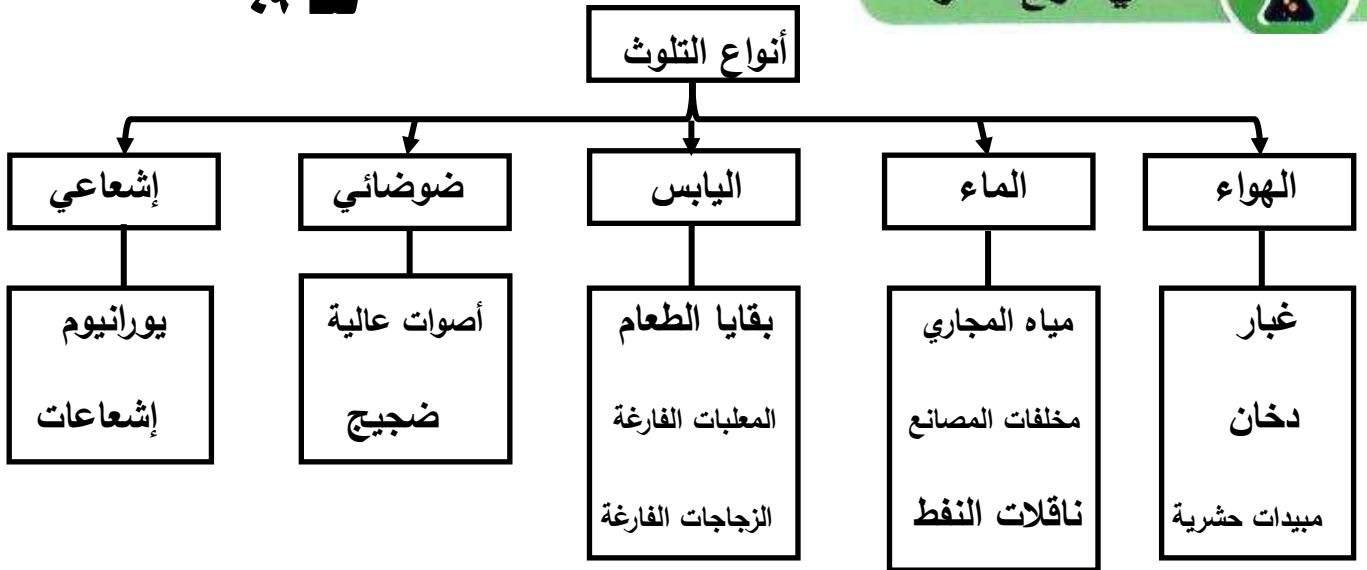 أنواع التلوث
الهواء
الماء
اليابس
ضوضائي
إشعاعي
غبار
دخان
مبيدات حشرية
مياه المجاري
مخلفات المصانع
ناقلات النفط
بقايا الطعام
المعلبات الفارغة
الزجاجات الفارغة
أصوات عالية
ضجيج
يورانيوم
إشعاعات